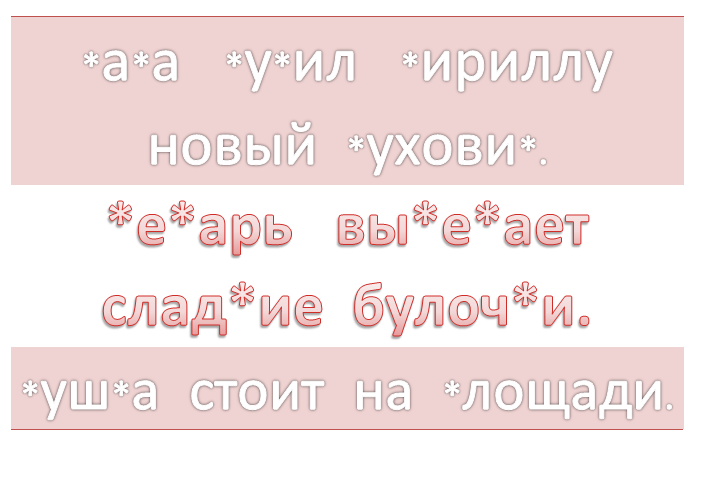 *а*а *у*ил *ириллу
новый *ухови*.
*е*арь вы*е*ает
слад*ие булоч*и.
*уш*а стоит на *лощади.